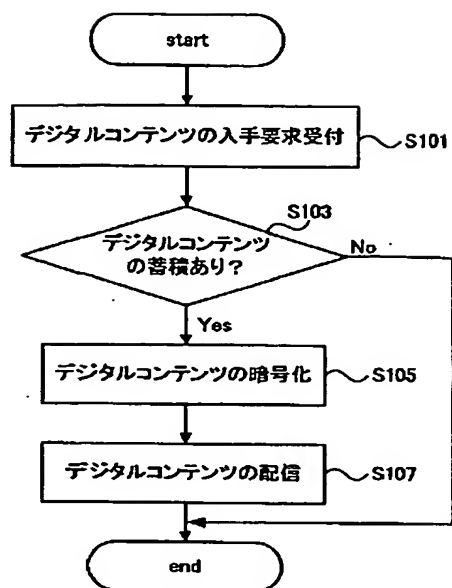 start
デジタルコンテンツの入手要求受付
S101
S103
デジタルコンテンツ
の蓄積あり？
No
Yes
デジタルコンテンツの暗号化
S105
デジタルコンテンツの配信
S107
end